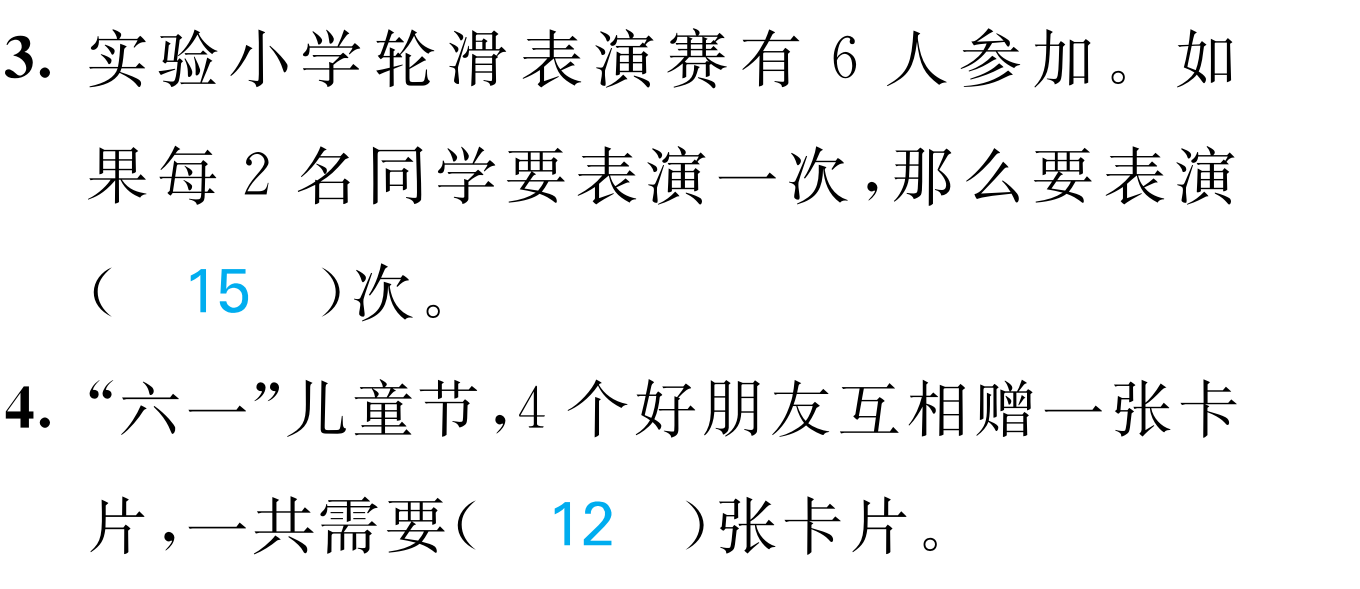 3. 实验小学轮滑表演赛有 6 人参加。如
果每 2 名同学要表演一次,那么要表演
( 15 )次。
4. “六一”儿童节,4 个好朋友互相赠一张卡
片,一共需要( 12 )张卡片。